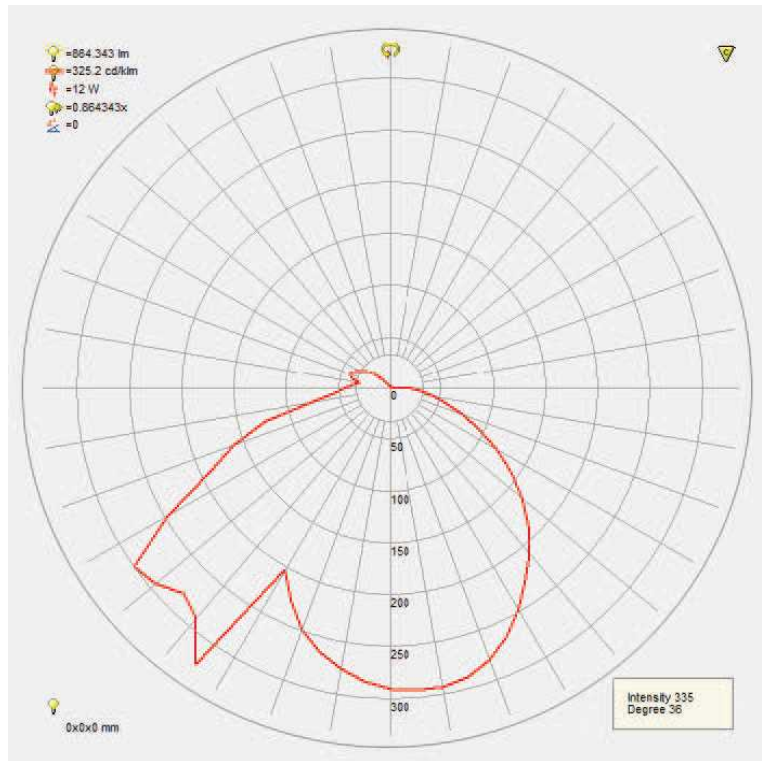 =864.343 lm
=325.2 cd/klm
=12 W
=0.864343x
=0
C
0
50
100
150
200
250
300
Intensity 335
Degree 36
0x0x0 mm